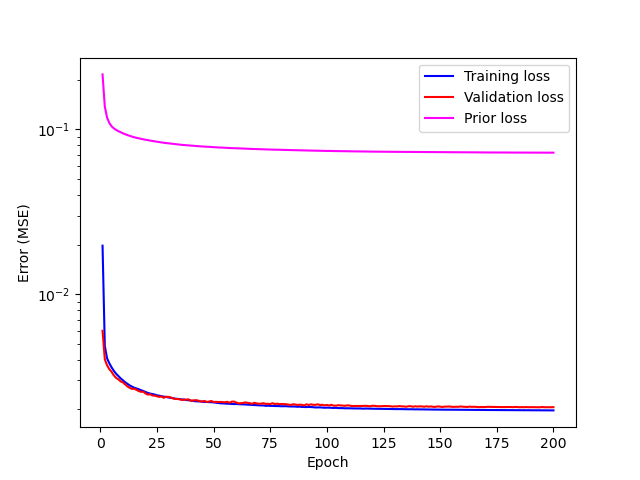 Training loss
Validation loss
Prior loss
10⁻¹
10⁻²
Error (MSE)
0 25 50 75 100 125 150 175 200
Epoch